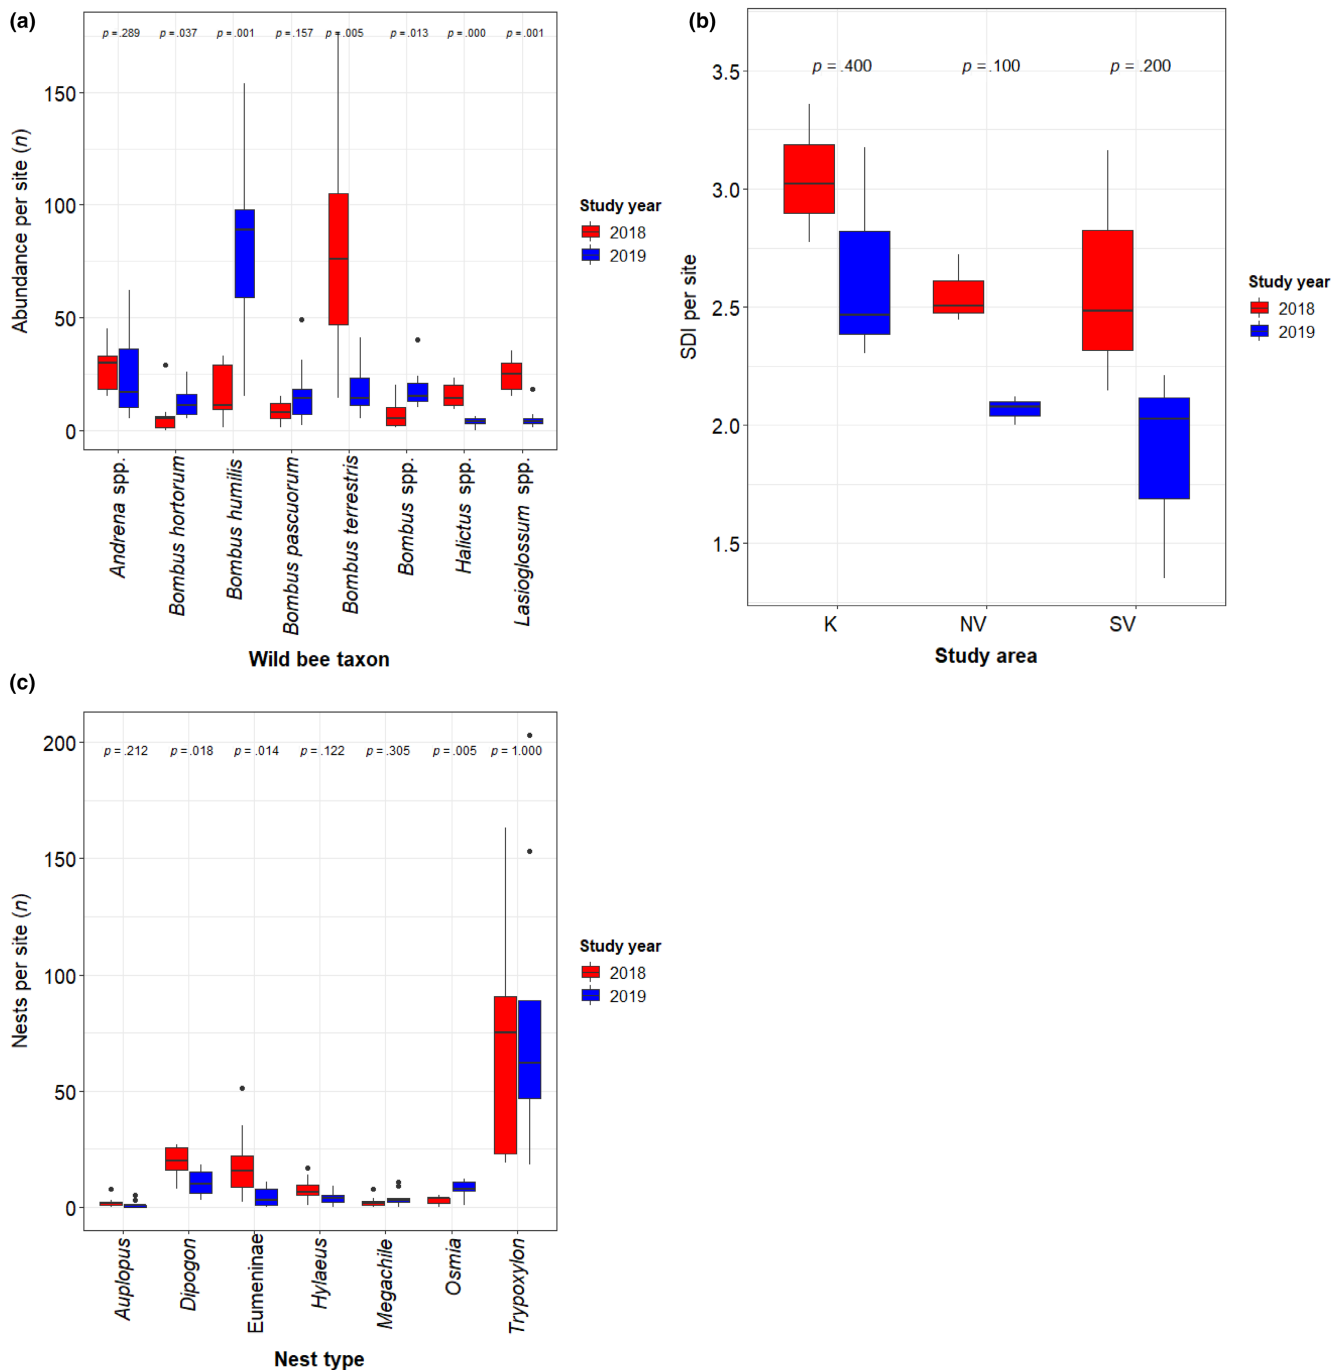 (a)
p = .289 p = .037 p = .001 p = .157 p = .005 p = .013 p = .000 p = .001
150
100
50
0
Abundance per site (n)
Andrena spp.
Bombus hortorum
Bombus humilis
Bombus pascuorum
Bombus terrestris
Bombus spp.
Halictus spp.
Lasioglossum spp.
Wild bee taxon
Study year
2018
2019
(b)
p = .400 p = .100 p = .200
3.5
3.0
2.5
2.0
1.5
SDI per site
K NV SV
Study area
Study year
2018
2019
(c)
p = .212 p = .018 p = .014 p = .122 p = .305 p = .005 p = 1.000
200
150
100
50
0
Nests per site (n)
Auplopus
Dipogon
Eumeninae
Hylaeus
Megachile
Osmia
Trypoxylon
Nest type
Study year
2018
2019